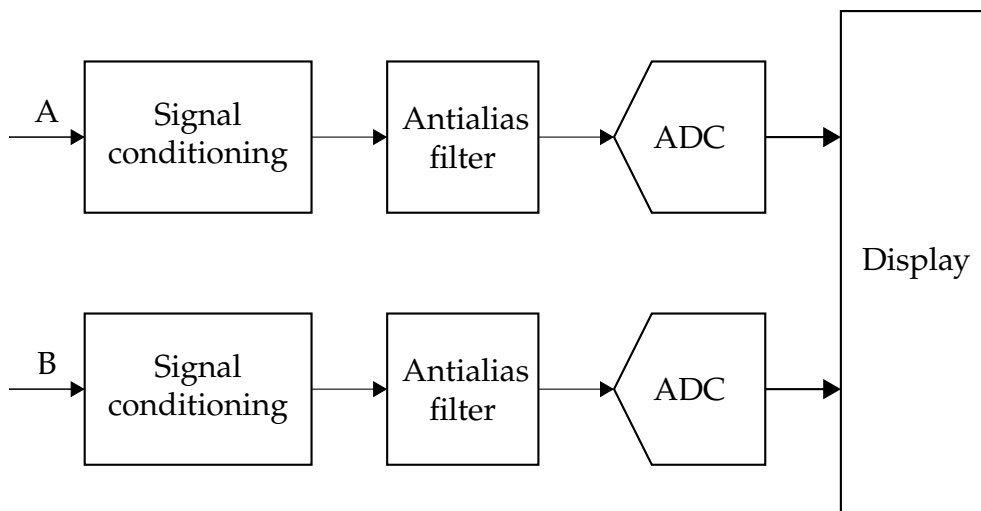 A
Signal
conditioning
Antialias
filter
ADC
Display
B
Signal
conditioning
Antialias
filter
ADC